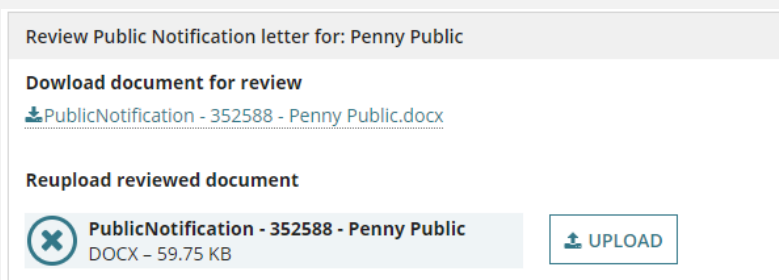 Review Public Notification letter for: Penny Public
Dowload document for review
PublicNotification - 352588 - Penny Public.docx
Reupload reviewed document
PublicNotification - 352588 - Penny Public
DOCX – 59.75 KB
UPLOAD